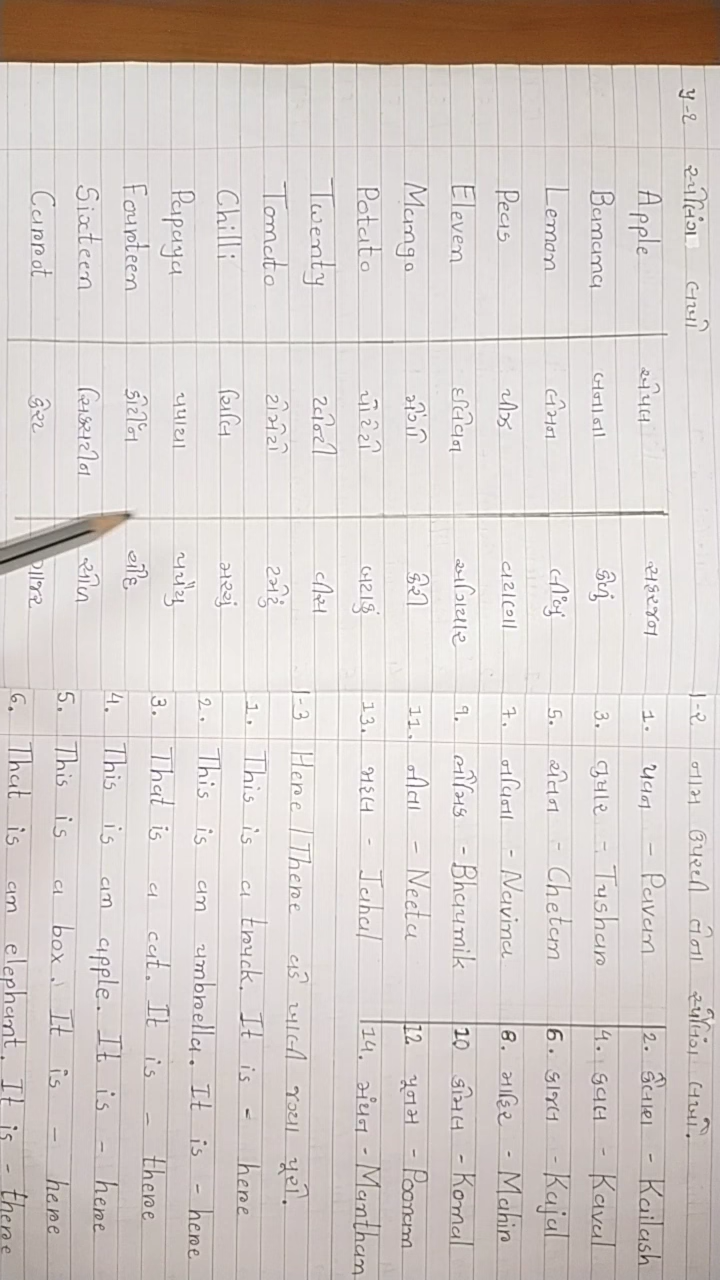 પ્ર-૨ સ્પેલિંગ લખો
Apple એપલ સફરજન
Banana બનાના કેળું
Lemon લેમન લીંબુ
Peas પીઝ વટાણા
Eleven ઈલેવન અગિયાર
Mango મેંગો કેરી
Potato પોટેટો બટાકું
Twenty ટવેન્ટી વીસ
Tomato ટોમેટો ટમેટું
Chilli ચિલિ મરચું
Papaya પપાયા પપૈયુ
Fourteen ફોર્ટીન ચૌદ
Sixteen સિક્સટીન સોળ
Carrot કેરટ ગાજર
1-2 નામ ઉપરથી તેના સ્પેલિંગ લખો.
1. પવન - Pavan 2. કૈલાશ - Kailash
3. તુષાર - Tushar 4. કવલ - Kaval
5. ચેતન - Chetan 6. કાજલ - Kajal
7. નવિના - Navina 8. માહિર - Mahir
9. ભૌમિક - Bhaumik 10 કોમલ - Komal
11. નીતા - Neeta 12. પૂનમ - Poonam
13. જહલ - Jahal 14. મંથન - Manthan
1-3 Here/There વડે ખાલી જગ્યા પૂરો.
1. This is a truck. It is - here
2. This is an umbrella. It is - here
3. That is a cat. It is - there
4. This is an apple. It is - here
5. This is a box. It is - here
6. That is an elephant. It is - there